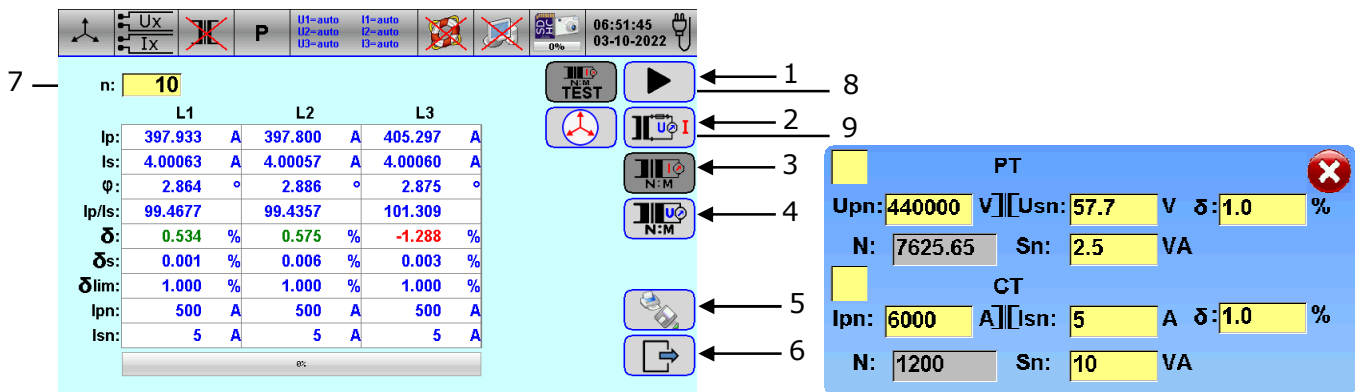 Ux
Ix
P
U1=auto I1=auto
U2=auto I2=auto
U3=auto I3=auto
SD HC
0%
06:51:45
03-10-2022
7
n: 10
N:M
TEST
1
8
L1 L2 L3
2
U I
9
Ip: 397.933 A 397.800 A 405.297 A
Is: 4.00063 A 4.00057 A 4.00060 A
φ: 2.864 ° 2.886 ° 2.875 °
I
N:M
3
Ip/Is: 99.4677 99.4357 101.309
δ: 0.534 % 0.575 % -1.288 %
U
N:M
4
δs: 0.001 % 0.006 % 0.003 %
δlim: 1.000 % 1.000 % 1.000 %
Ipn: 500 A 500 A 500 A
5
Isn: 5 A 5 A 5 A
6
0%
PT
Upn: 440000 V Usn: 57.7 V δ: 1.0 %
N: 7625.65 Sn: 2.5 VA
CT
Ipn: 6000 A Isn: 5 A δ: 1.0 %
N: 1200 Sn: 10 VA